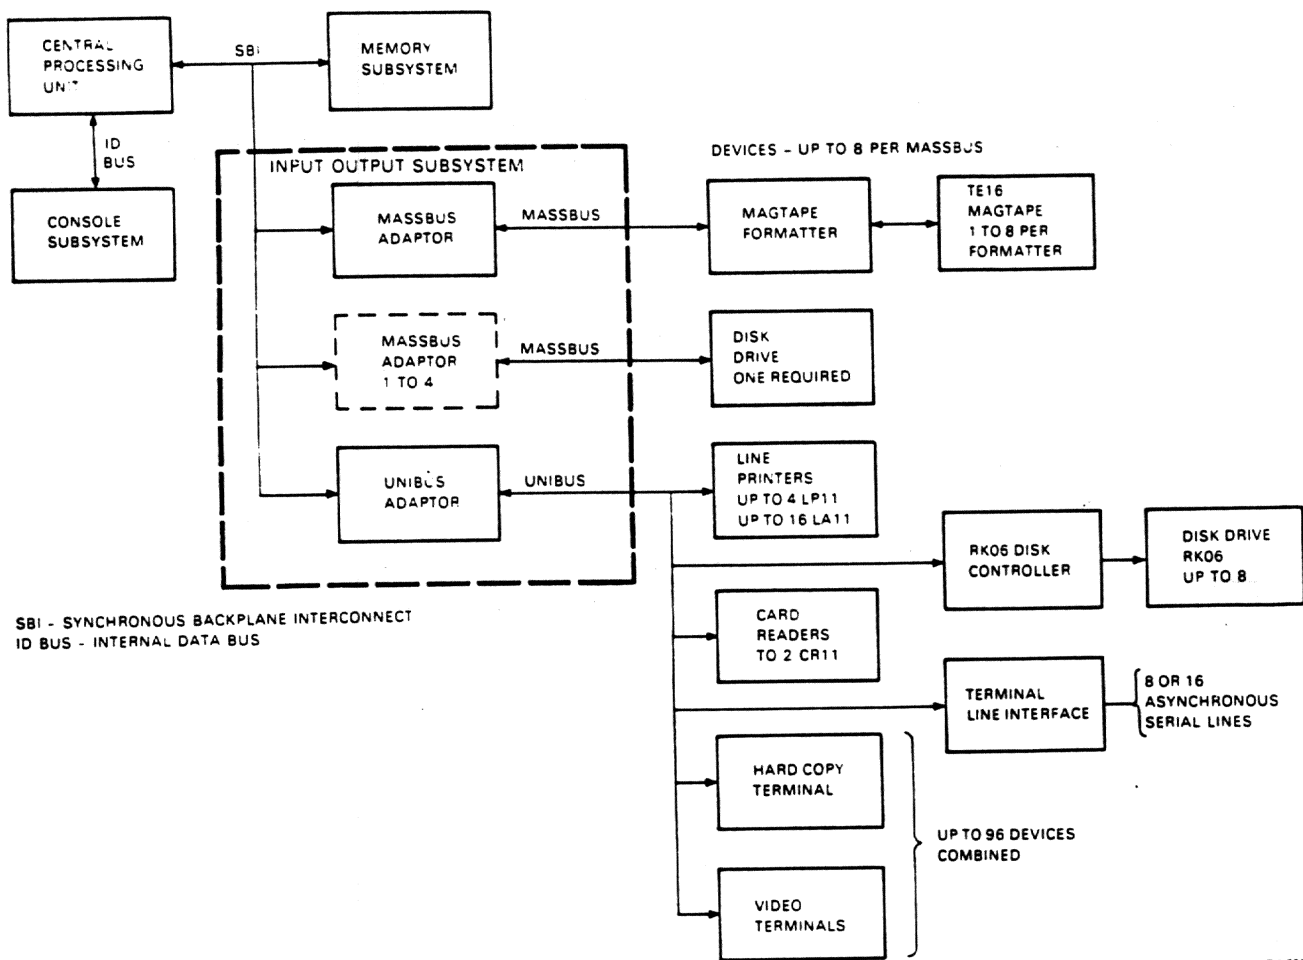 CENTRAL
PROCESSING
UNIT
SBI
MEMORY
SUBSYSTEM
ID
BUS
CONSOLE
SUBSYSTEM
INPUT OUTPUT SUBSYSTEM
DEVICES - UP TO 8 PER MASSBUS
MASSBUS
ADAPTOR
MASSBUS
MAGTAPE
FORMATTER
TE16
MAGTAPE
1 TO 8 PER
FORMATTER
MASSBUS
ADAPTOR
1 TO 4
MASSBUS
DISK
DRIVE
ONE REQUIRED
UNIBUS
ADAPTOR
UNIBUS
LINE
PRINTERS
UP TO 4 LP11
UP TO 16 LA11
RK06 DISK
CONTROLLER
DISK DRIVE
RK06
UP TO 8
SBI - SYNCHRONOUS BACKPLANE INTERCONNECT
ID BUS - INTERNAL DATA BUS
CARD
READERS
TO 2 CR11
TERMINAL
LINE INTERFACE
8 OR 16
ASYNCHRONOUS
SERIAL LINES
HARD COPY
TERMINAL
UP TO 96 DEVICES
COMBINED
VIDEO
TERMINALS